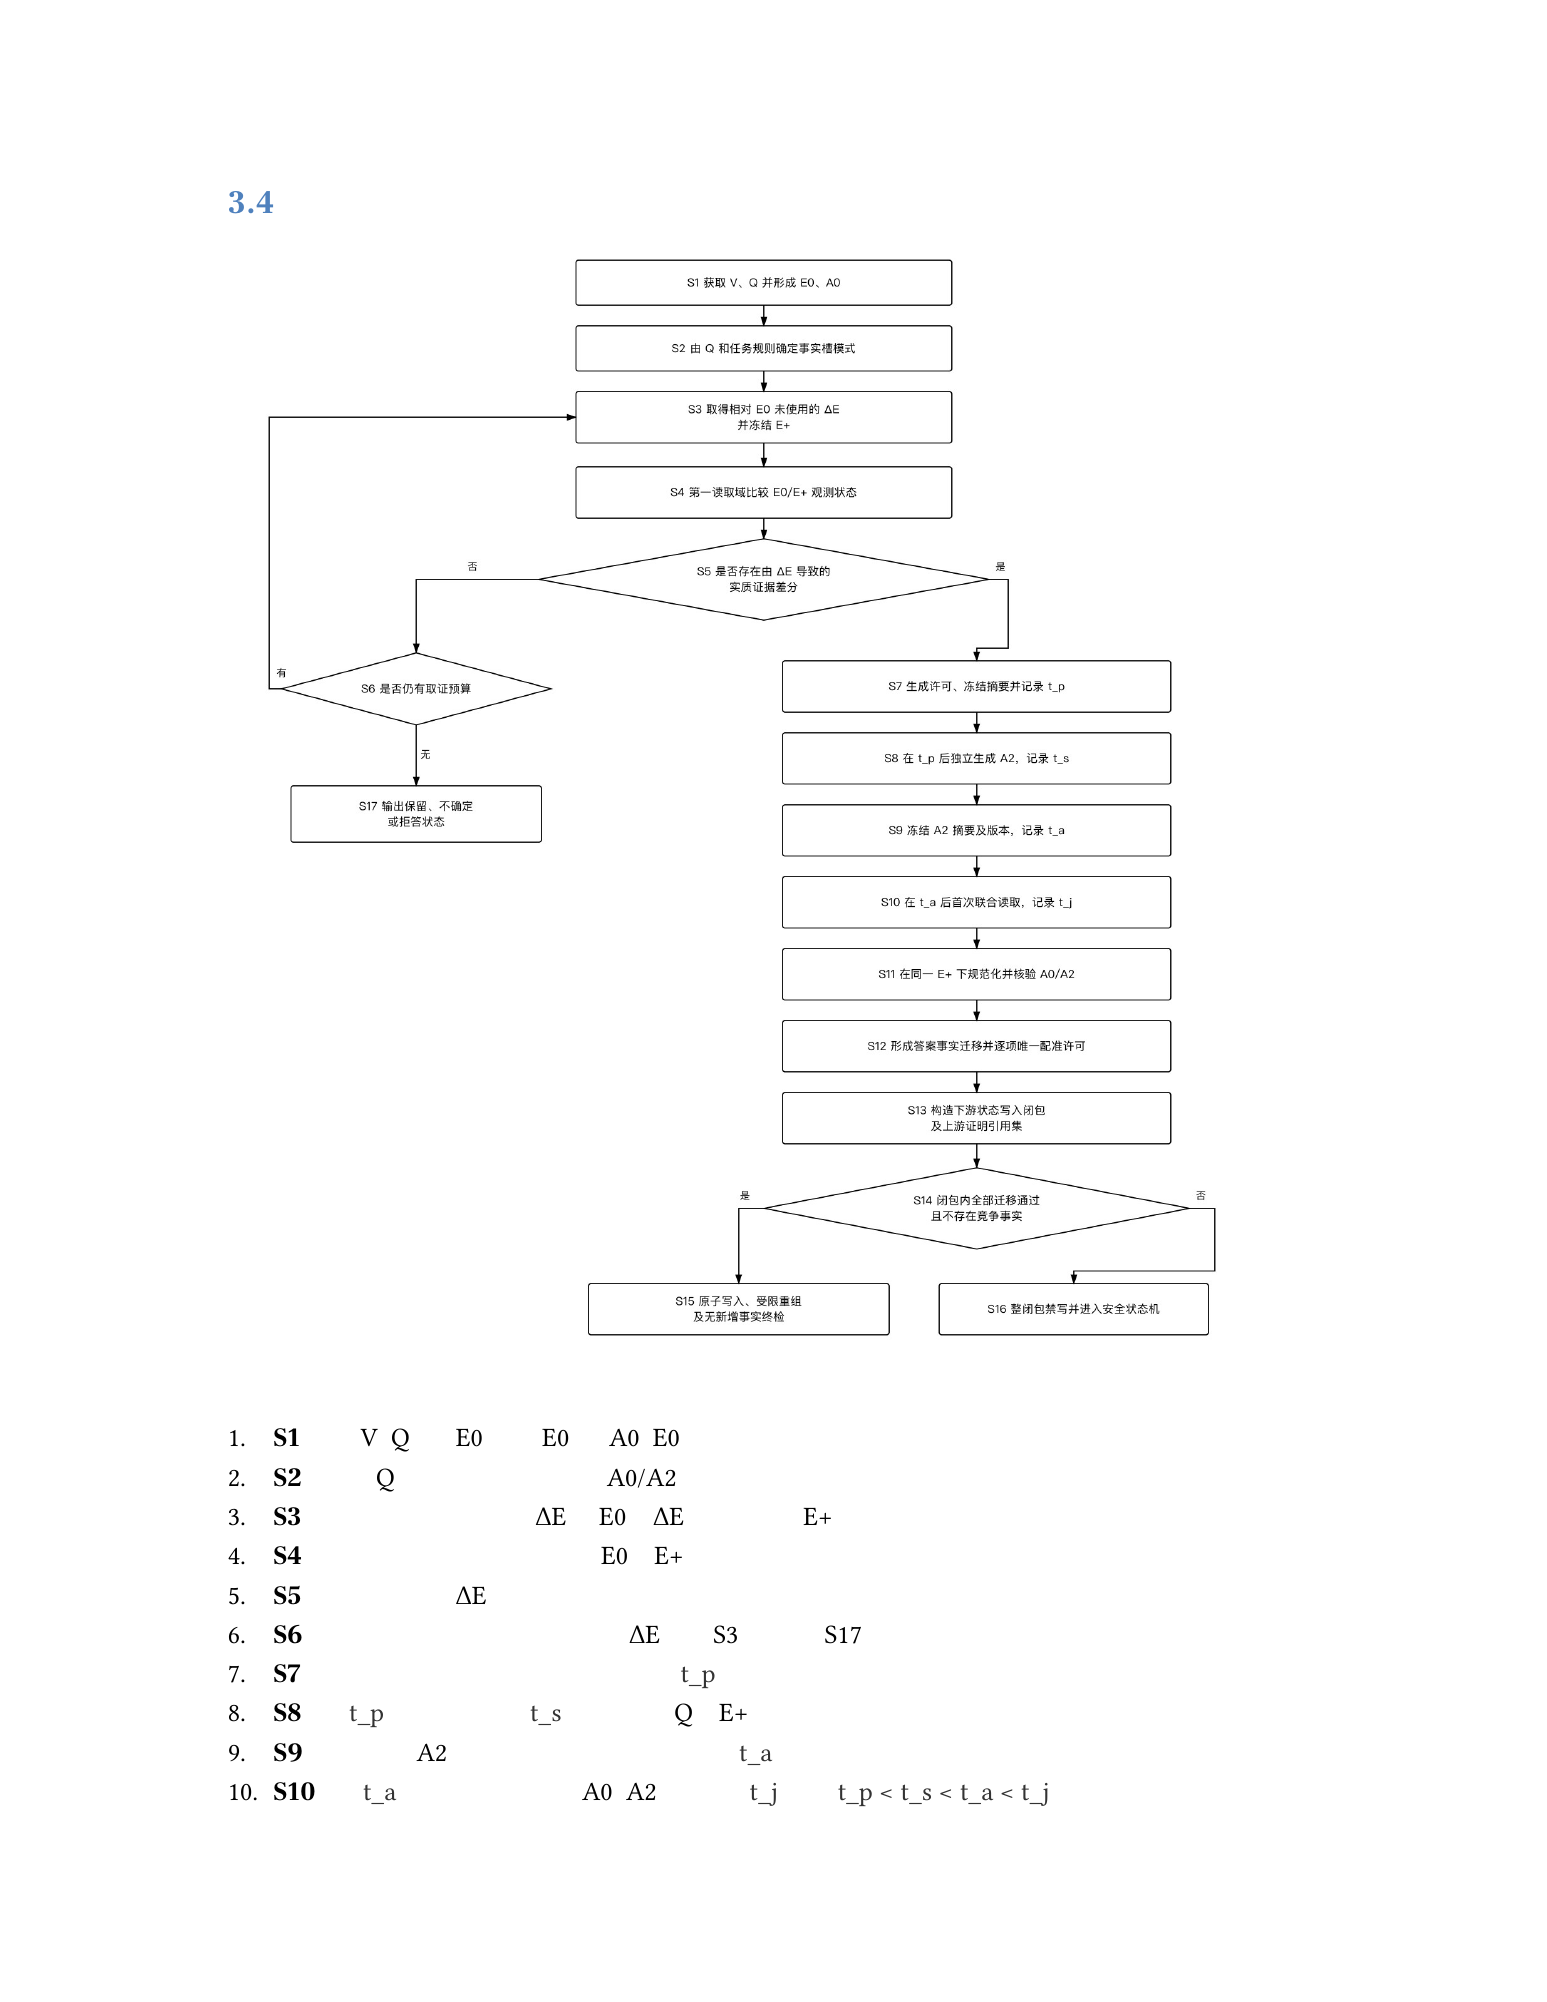 3.4
S1 获取 V、Q 并形成 E0、A0
S2 由 Q 和任务规则确定事实槽模式
S3 取得相对 E0 未使用的 ΔE
并冻结 E+
S4 第一读取域比较 E0/E+ 观测状态
否
是
S5 是否存在由 ΔE 导致的
实质证据差分
有
S6 是否仍有取证预算
无
S17 输出保留、不确定
或拒答状态
S7 生成许可、冻结摘要并记录 t_p
S8 在 t_p 后独立生成 A2，记录 t_s
S9 冻结 A2 摘要及版本，记录 t_a
S10 在 t_a 后首次联合读取，记录 t_j
S11 在同一 E+ 下规范化并核验 A0/A2
S12 形成答案事实迁移并逐项唯一配准许可
S13 构造下游状态写入闭包
及上游证明引用集
是
否
S14 闭包内全部迁移通过
且不存在竞争事实
S15 原子写入、受限重组
及无新增事实终检
S16 整闭包禁写并进入安全状态机
1. S1 V Q E0 E0 A0 E0
2. S2 Q A0/A2
3. S3 ΔE E0 ΔE E+
4. S4 E0 E+
5. S5 ΔE
6. S6 ΔE S3 S17
7. S7 t_p
8. S8 t_p t_s Q E+
9. S9 A2 t_a
10. S10 t_a A0 A2 t_j t_p < t_s < t_a < t_j